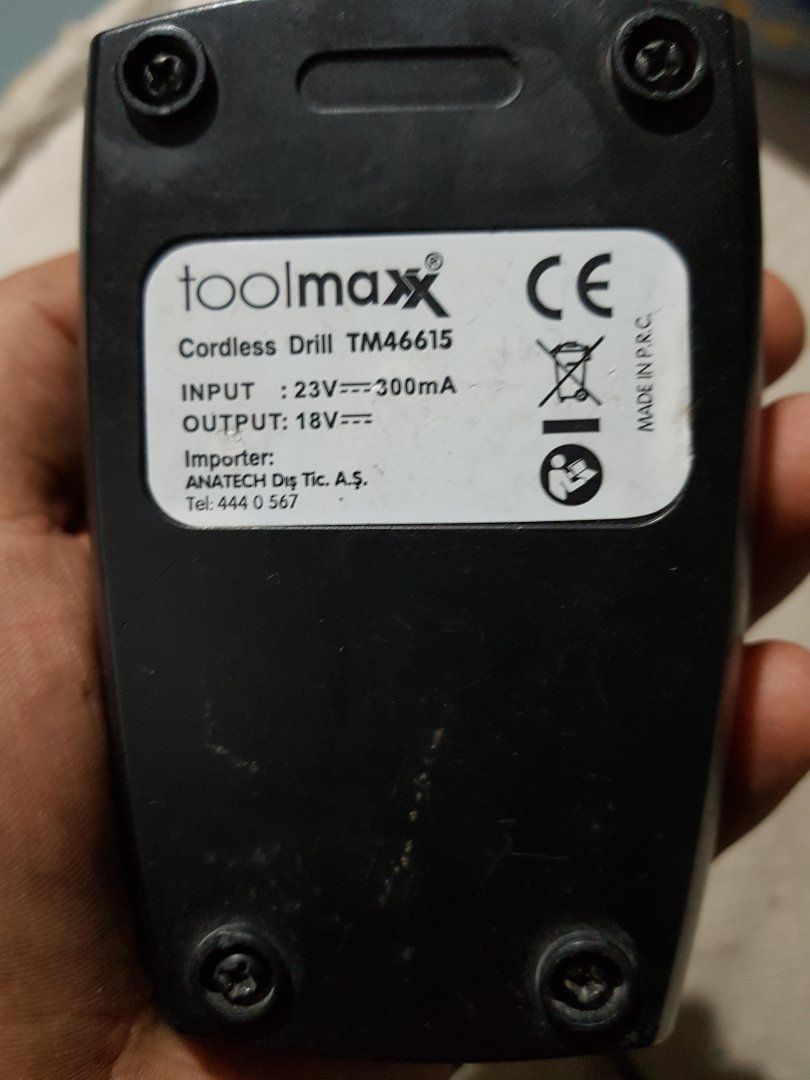 toolmaxx®
Cordless Drill TM46615
INPUT : 23V⎓300mA
OUTPUT: 18V⎓
Importer:
ANATECH Dış Tic. A.Ş.
Tel: 444 0 567
CE
MADE IN P.R.C.